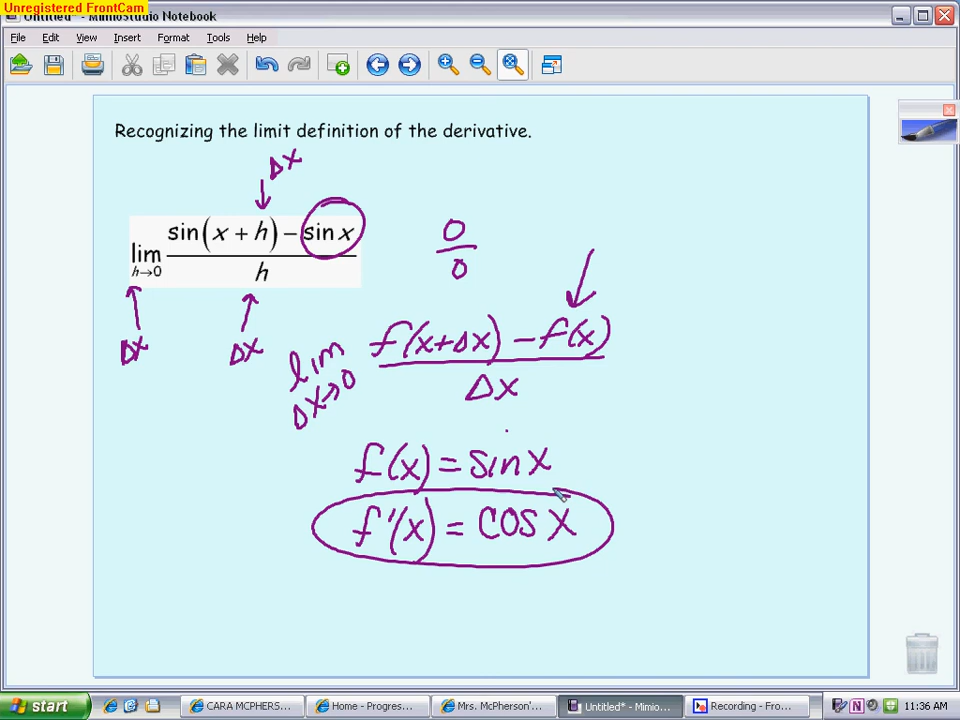 Unregistered FrontCam
Untitled* - MimioStudio Notebook
File Edit View Insert Format Tools Help
Recognizing the limit definition of the derivative.
Δx
lim h→0 sin(x + h) − sin x / h
0/0
Δx
Δx
lim Δx→0 f(x+Δx) − f(x) / Δx
f(x) = sin x
f'(x) = cos x
start CARA MCPHERS... Home - Progres... Mrs. McPherson'... Untitled* - Mimio... Recording - Fro... 11:36 AM